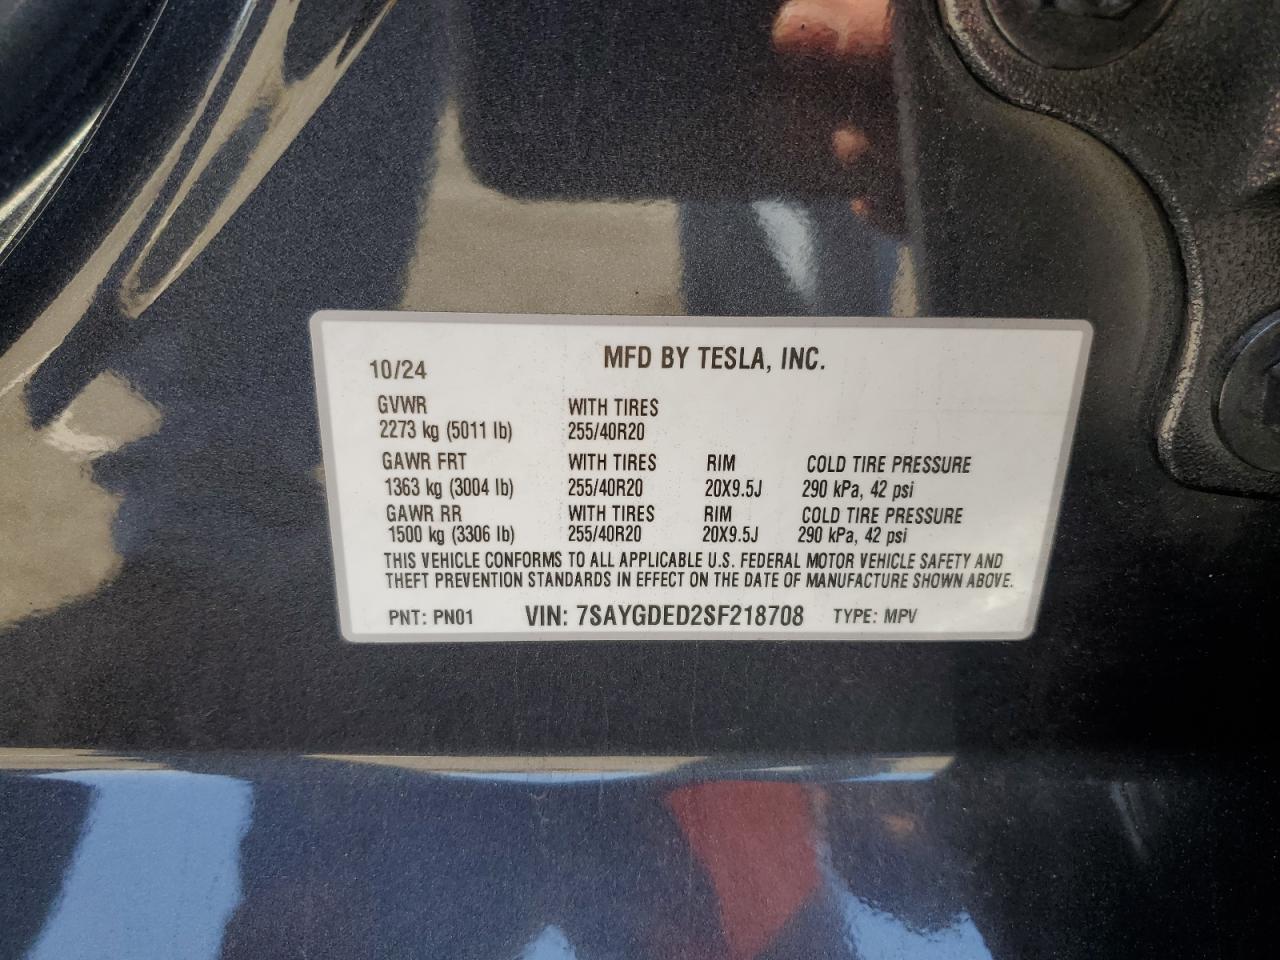 MFD BY TESLA, INC.
10/24
GVWR WITH TIRES
2273 kg (5011 lb) 255/40R20
GAWR FRT WITH TIRES RIM COLD TIRE PRESSURE
1363 kg (3004 lb) 255/40R20 20X9.5J 290 kPa, 42 psi
GAWR RR WITH TIRES RIM COLD TIRE PRESSURE
1500 kg (3306 lb) 255/40R20 20X9.5J 290 kPa, 42 psi
THIS VEHICLE CONFORMS TO ALL APPLICABLE U.S. FEDERAL MOTOR VEHICLE SAFETY AND
THEFT PREVENTION STANDARDS IN EFFECT ON THE DATE OF MANUFACTURE SHOWN ABOVE.
PNT: PN01 VIN: 7SAYGDED2SF218708 TYPE: MPV